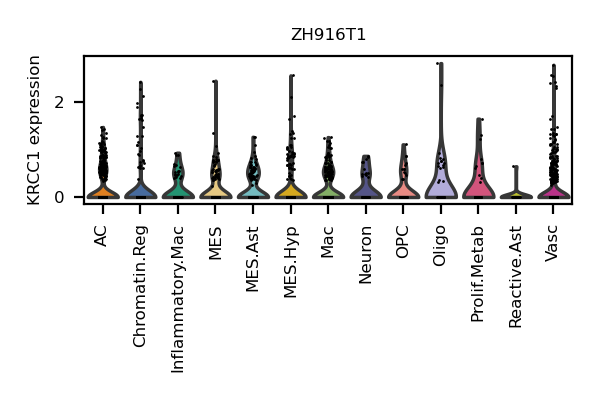 ZH916T1
KRCC1 expression
2
0
AC
Chromatin.Reg
Inflammatory.Mac
MES
MES.Ast
MES.Hyp
Mac
Neuron
OPC
Oligo
Prolif.Metab
Reactive.Ast
Vasc